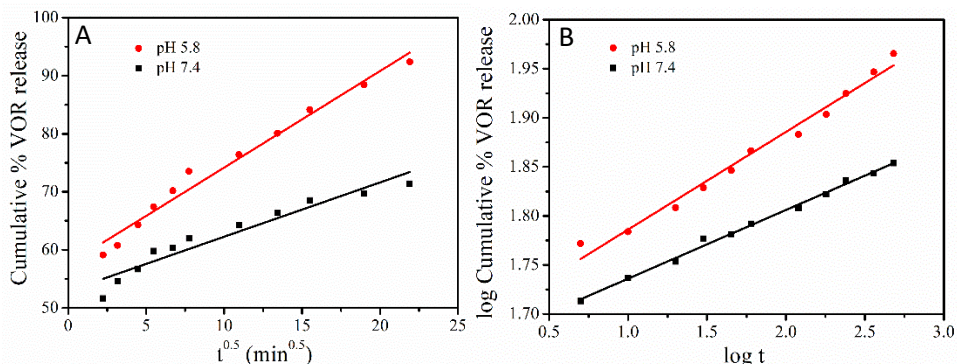 A
pH 5.8
pH 7.4
Cumulative % VOR release
100
90
80
70
60
50
0
5
10
15
20
25
t^0.5 (min^0.5)
B
pH 5.8
pH 7.4
log Cumulative % VOR release
2.00
1.95
1.90
1.85
1.80
1.75
1.70
0.5
1.0
1.5
2.0
2.5
3.0
log t